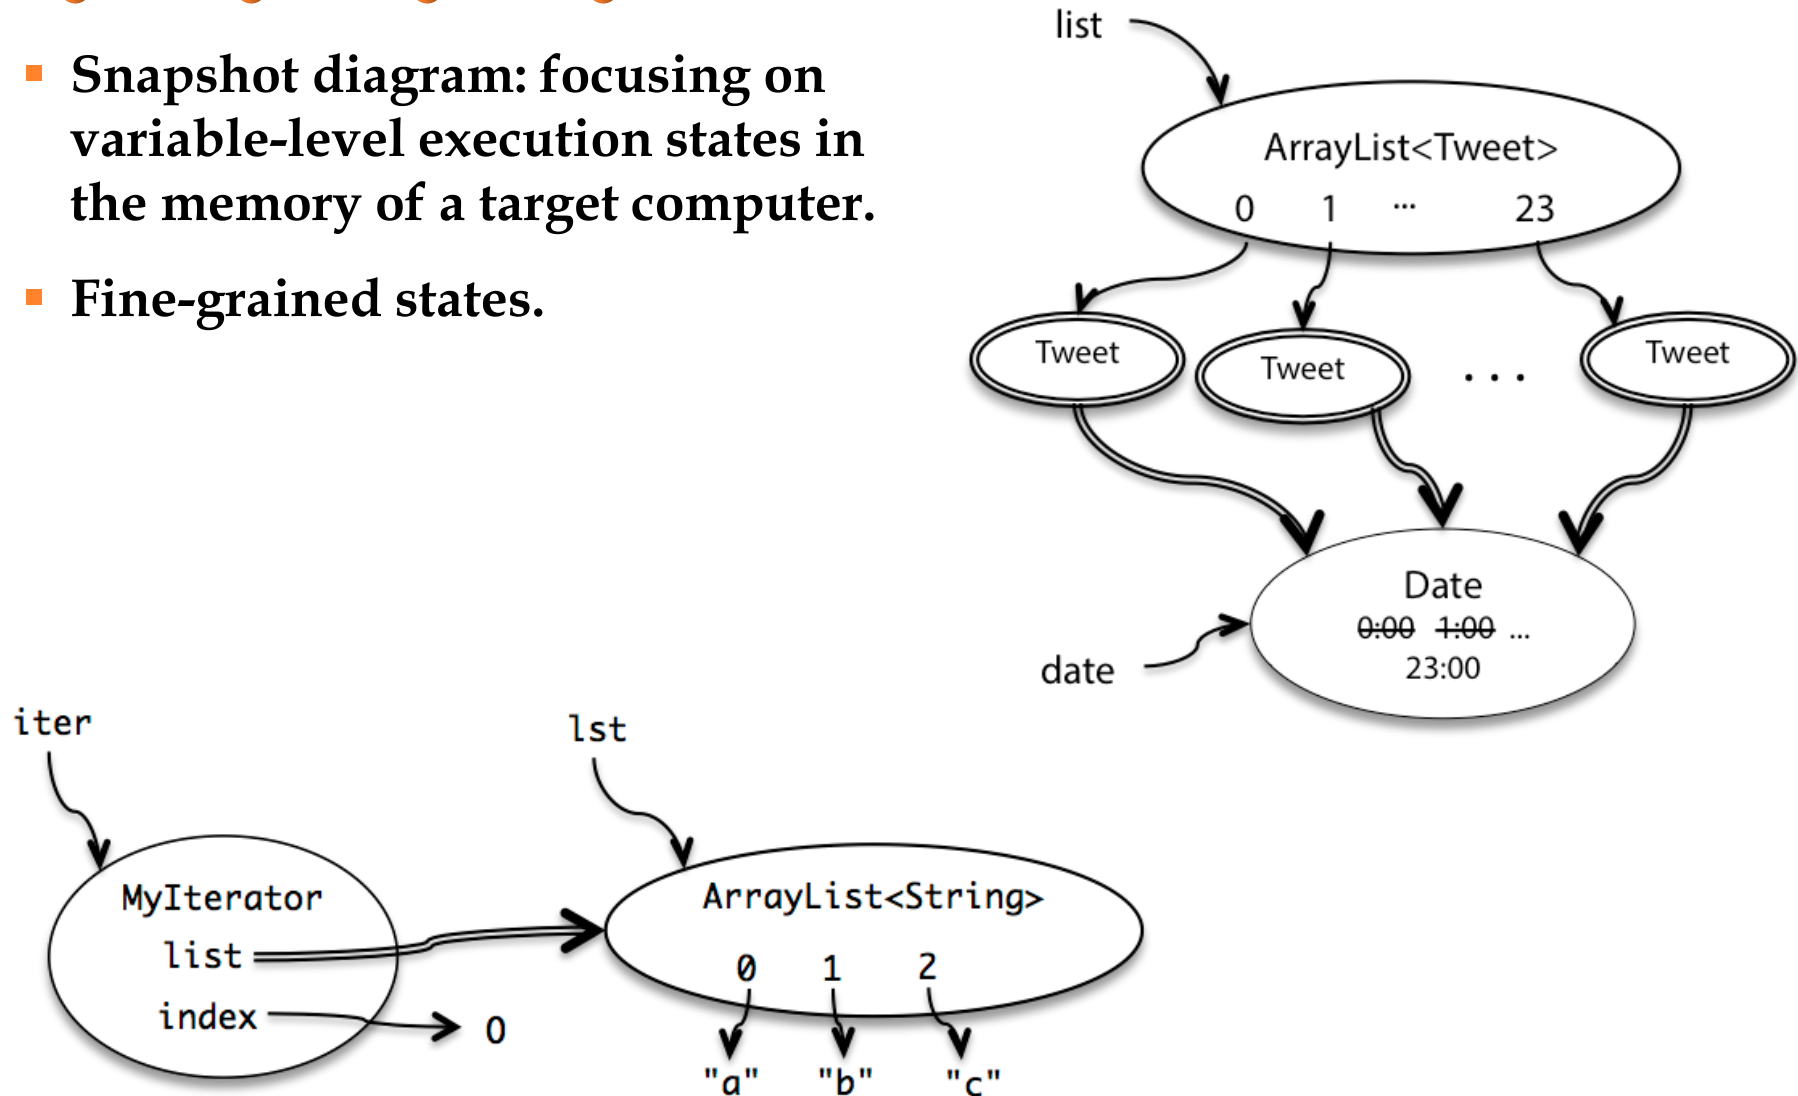 Snapshot diagram: focusing on
variable-level execution states in
the memory of a target computer.
Fine-grained states.
list
ArrayList<Tweet>
0 1 ... 23
Tweet Tweet ... Tweet
Date
0:00 1:00 ...
23:00
date
iter
lst
MyIterator
list
index
0
ArrayList<String>
0 1 2
"a" "b" "c"